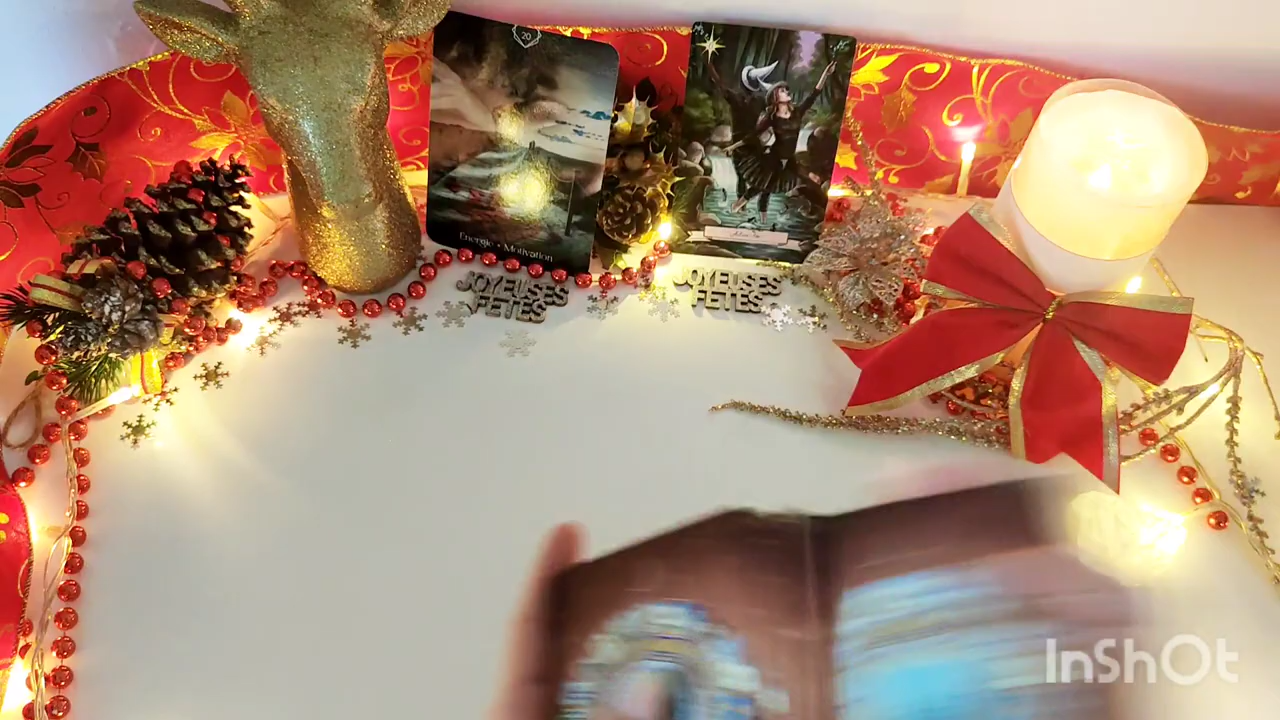 20
Energie • Motivation
JOYEUSES
FETES
JOYEUSES
FETES
InShOt